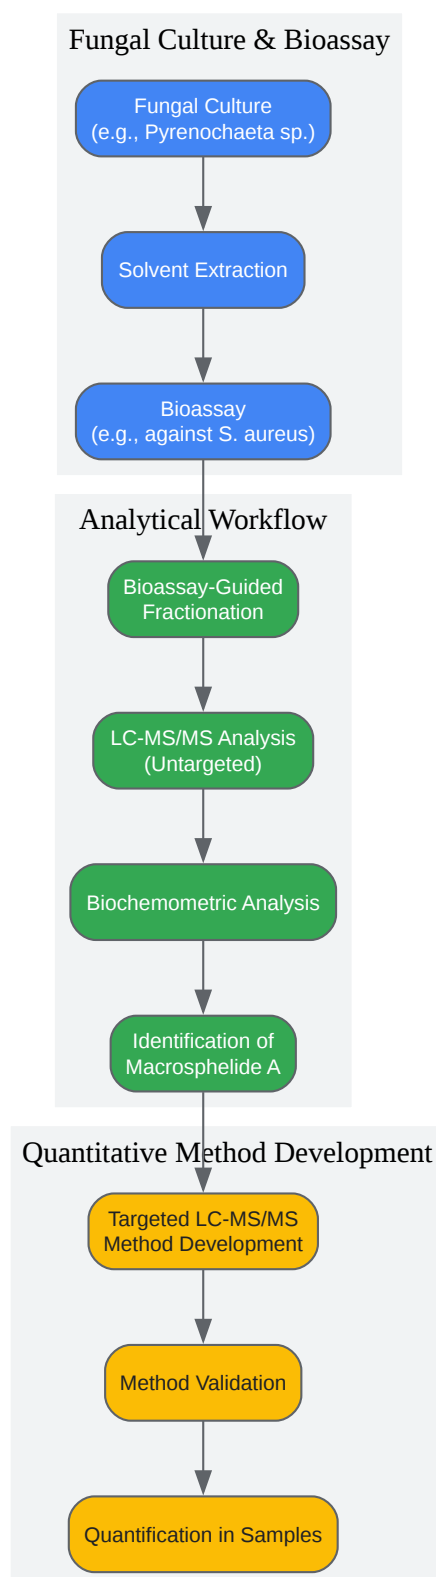 Fungal Culture & Bioassay
Fungal Culture
(e.g., Pyrenochaeta sp.)
Solvent Extraction
Bioassay
(e.g., against S. aureus)
Analytical Workflow
Bioassay-Guided
Fractionation
LC-MS/MS Analysis
(Untargeted)
Biochemometric Analysis
Identification of
Macrosphelide A
Quantitative Method Development
Targeted LC-MS/MS
Method Development
Method Validation
Quantification in Samples